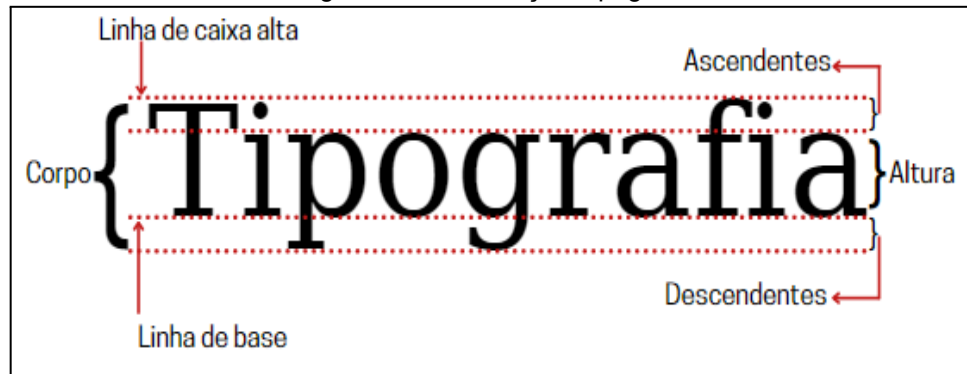 Linha de caixa alta
Ascendentes
Tipografia
Corpo
Altura
Descendentes
Linha de base